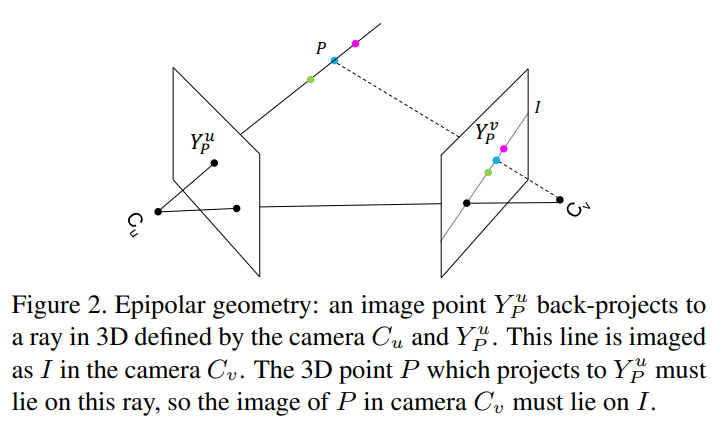 P
I
Y_P^u
Y_P^v
C_u
C_v
Figure 2. Epipolar geometry: an image point Y_P^u back-projects to
a ray in 3D defined by the camera C_u and Y_P^u. This line is imaged
as I in the camera C_v. The 3D point P which projects to Y_P^u must
lie on this ray, so the image of P in camera C_v must lie on I.